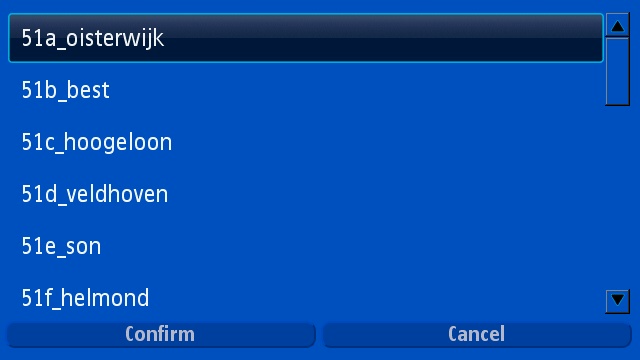 51a_oisterwijk
51b_best
51c_hoogeloon
51d_veldhoven
51e_son
51f_helmond
Confirm Cancel